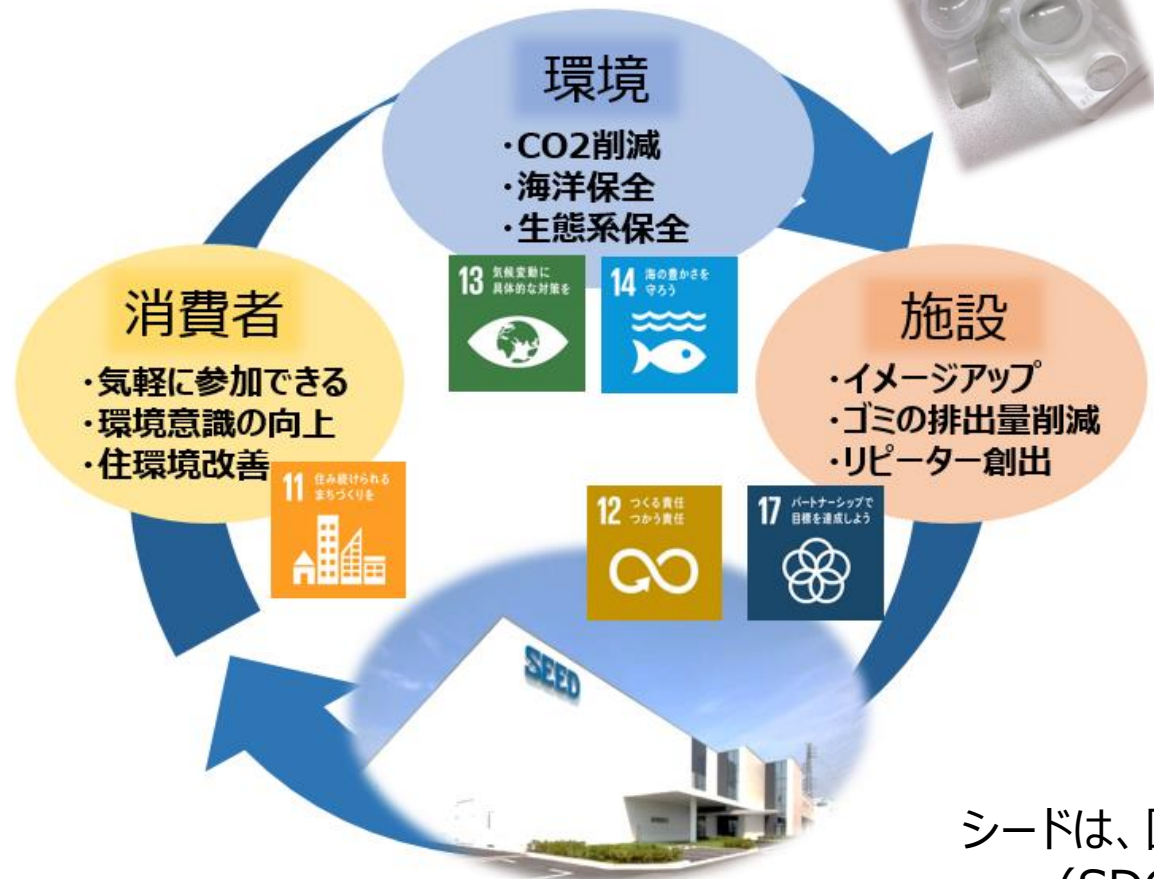 環境
・CO2削減
・海洋保全
・生態系保全
13 気候変動に
具体的な対策を
14 海の豊かさを
守ろう
消費者
・気軽に参加できる
・環境意識の向上
・住環境改善
11 住み続けられる
まちづくりを
施設
・イメージアップ
・ゴミの排出量削減
・リピーター創出
12 つくる責任
つかう責任
17 パートナーシップで
目標を達成しよう
SEED
シードは、
(SD